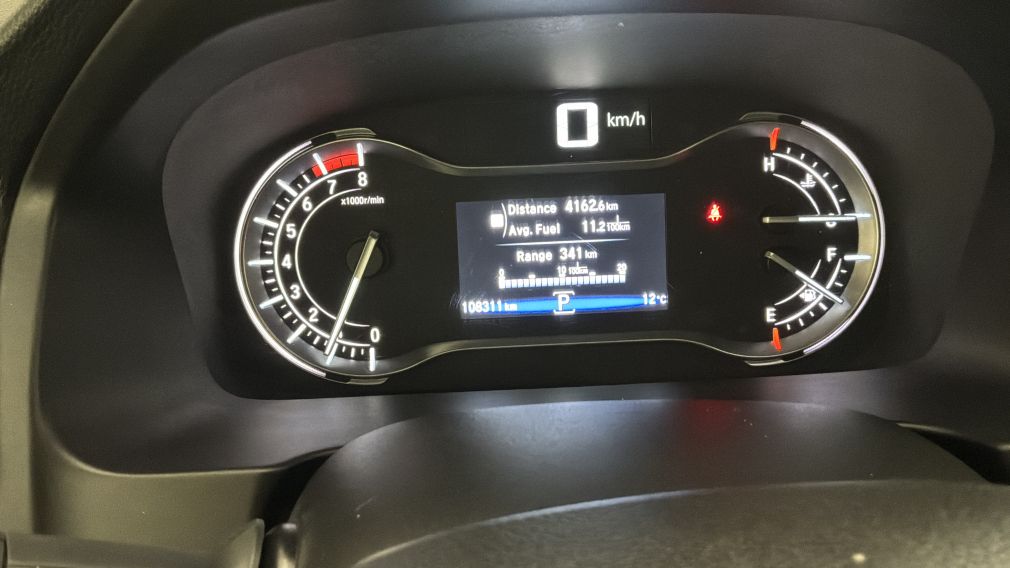 0 km/h
8
7
6
5
4
3
2
0
x1000r/min
Distance 4162.6 km
Avg. Fuel 11.2 l/100km
Range 341 km
0 10 l/100km 20
108311 km P 12°C
H
C
F
E